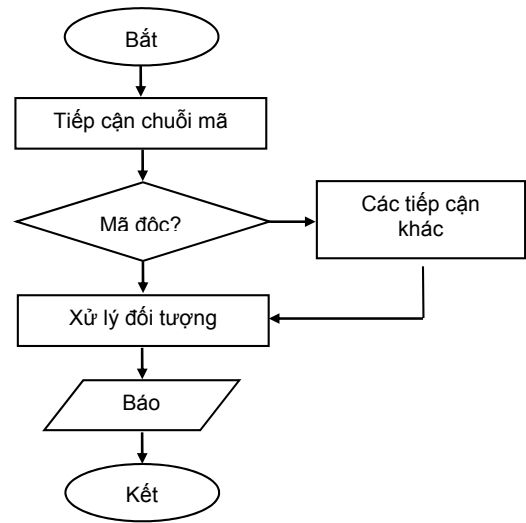 Bắt
Tiếp cận chuỗi mã
Mã độc?
Các tiếp cận
khác
Xử lý đối tượng
Báo
Kết